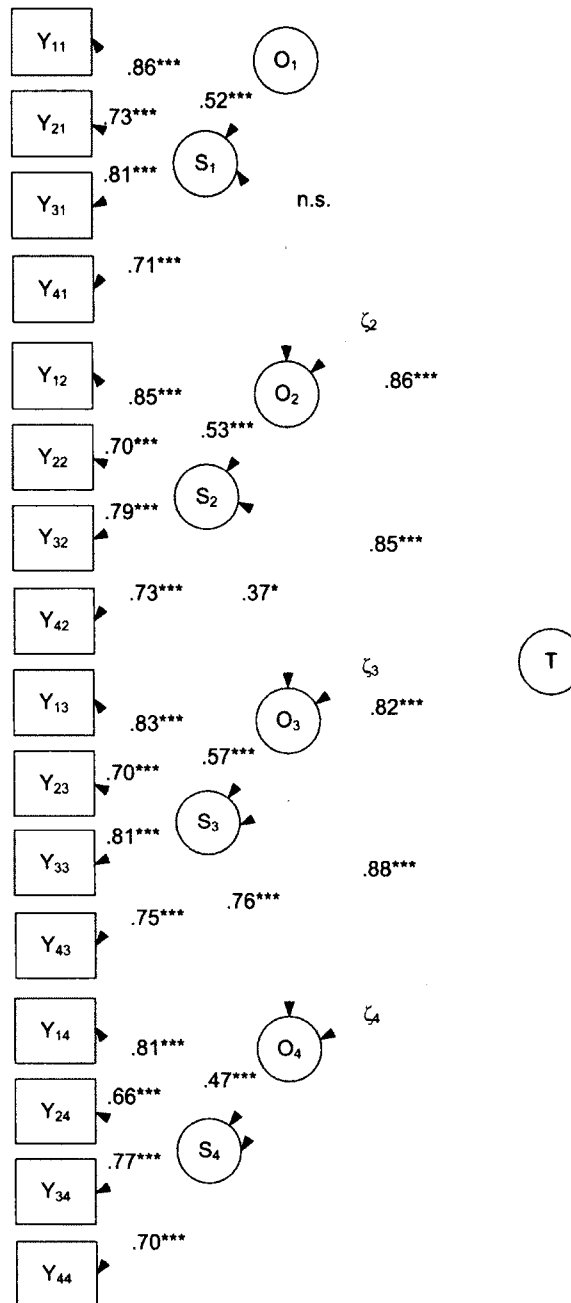 Y11
O1
.86***
.52***
Y21
.73***
S1
.81***
Y31
n.s.
.71***
Y41
ζ2
Y12
O2
.86***
.85***
.53***
Y22
.70***
S2
.79***
Y32
.85***
.73***
.37*
Y42
T
ζ3
Y13
O3
.82***
.83***
.57***
Y23
.70***
S3
.81***
Y33
.88***
.76***
.75***
Y43
ζ4
Y14
O4
.81***
.47***
Y24
.66***
S4
.77***
Y34
.70***
Y44